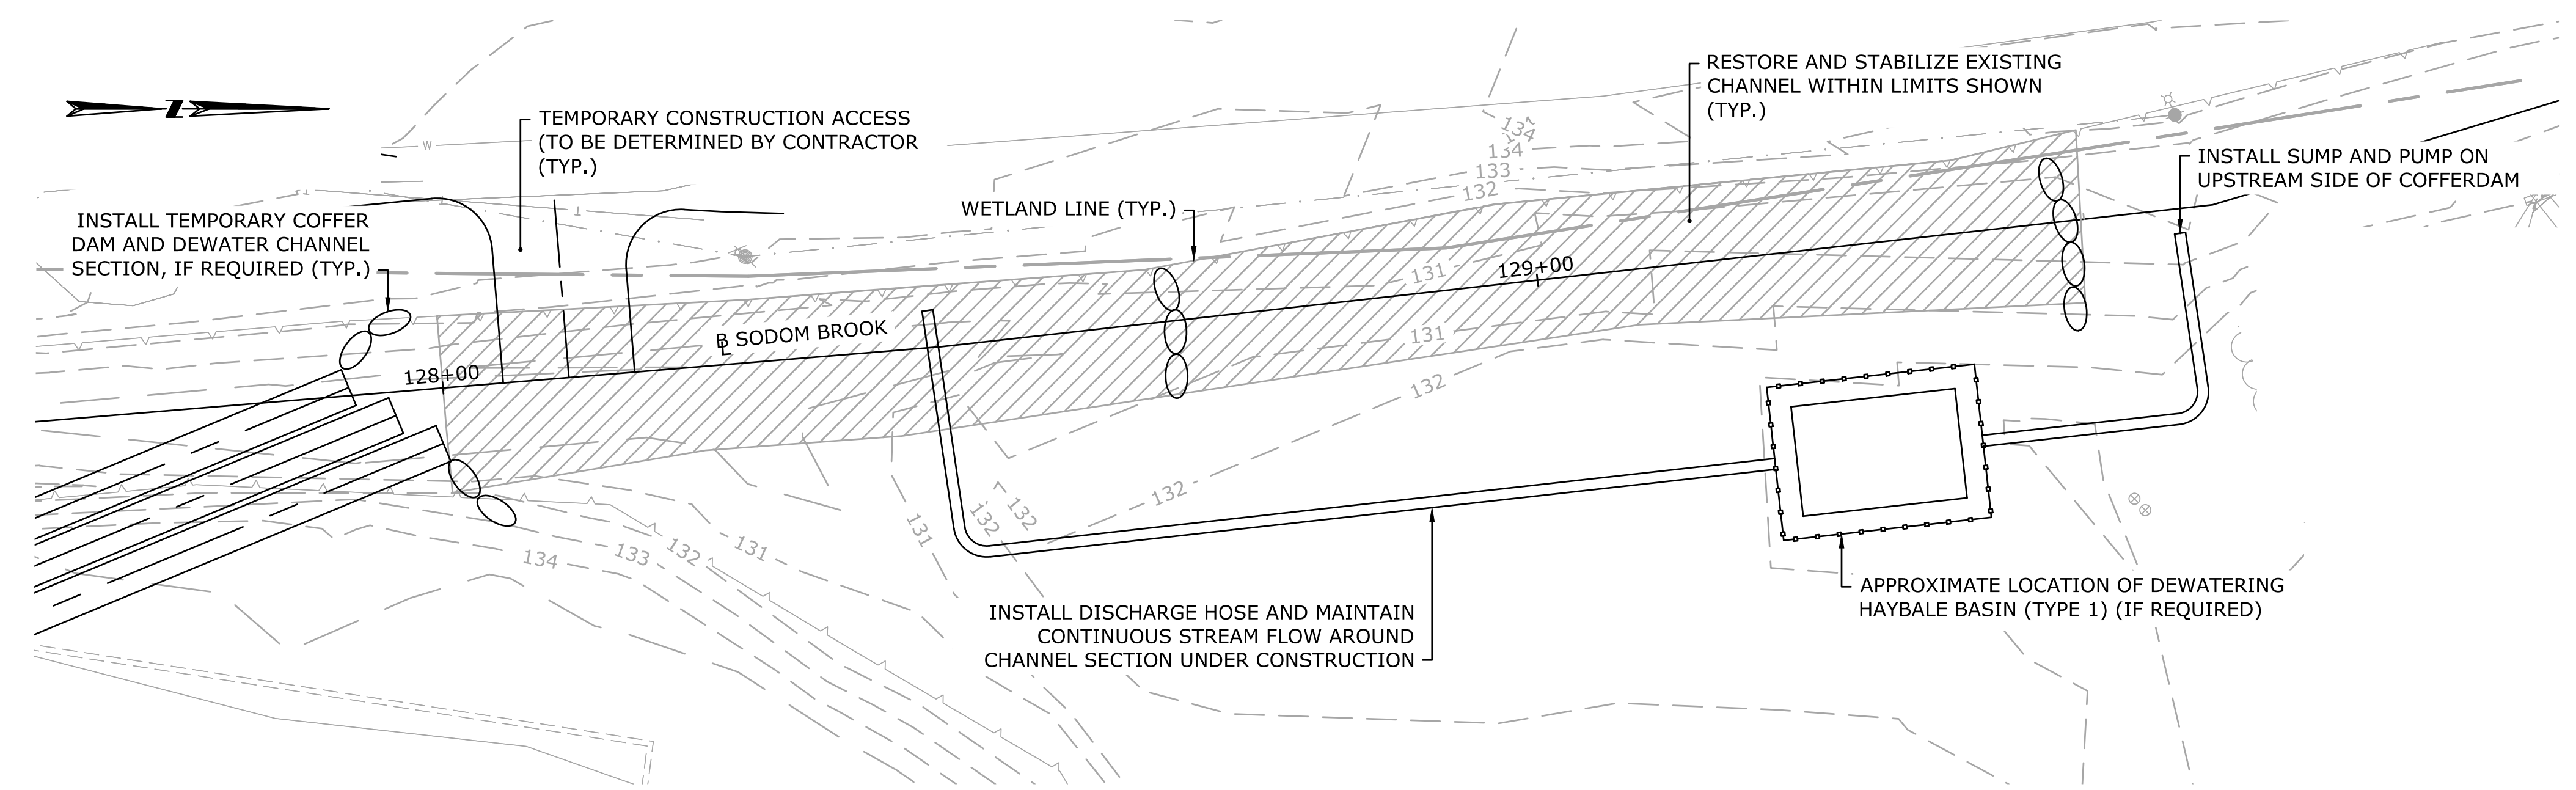 RESTORE AND STABILIZE EXISTING
CHANNEL WITHIN LIMITS SHOWN
(TYP.)
Z
TEMPORARY CONSTRUCTION ACCESS
(TO BE DETERMINED BY CONTRACTOR
(TYP.)
W
134
134
134
133
132
INSTALL SUMP AND PUMP ON
UPSTREAM SIDE OF COFFERDAM
INSTALL TEMPORARY COFFER
DAM AND DEWATER CHANNEL
SECTION, IF REQUIRED (TYP.)
WETLAND LINE (TYP.)
131
129+00
BL SODOM BROOK
131
128+00
132
132
131
132
132
134
133
132
131
INSTALL DISCHARGE HOSE AND MAINTAIN
CONTINUOUS STREAM FLOW AROUND
CHANNEL SECTION UNDER CONSTRUCTION
APPROXIMATE LOCATION OF DEWATERING
HAYBALE BASIN (TYPE 1) (IF REQUIRED)